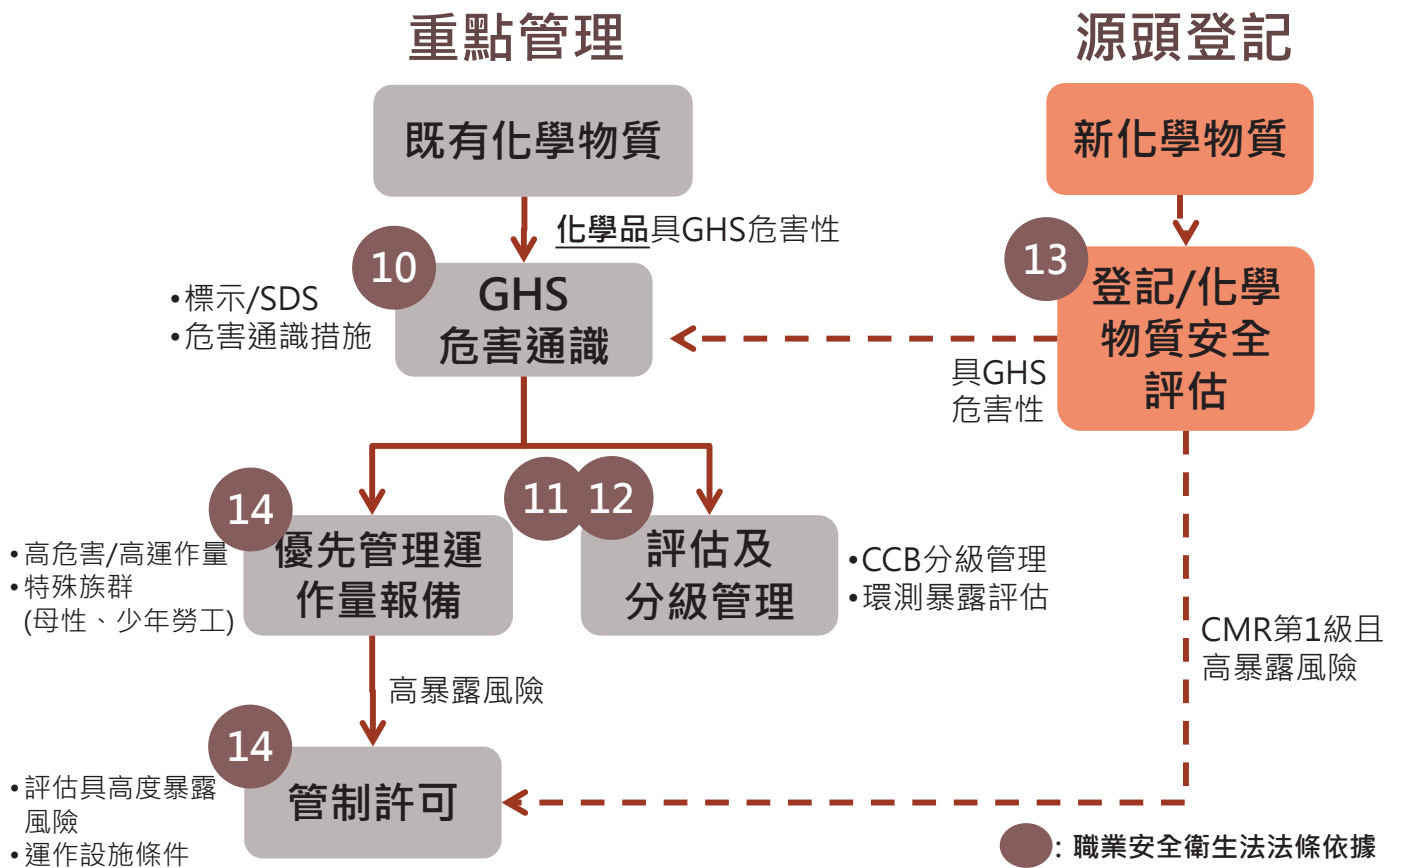 重點管理
源頭登記
既有化學物質
新化學物質
化學品具GHS危害性
10
GHS
危害通識
•標示/SDS
•危害通識措施
13
登記/化學
物質安全
評估
具GHS
危害性
14
優先管理運
作量報備
•高危害/高運作量
•特殊族群
(母性、少年勞工)
11 12
評估及
分級管理
•CCB分級管理
•環測暴露評估
CMR第1級且
高暴露風險
高暴露風險
14
管制許可
•評估具高度暴露
風險
•運作設施條件
: 職業安全衛生法法條依據